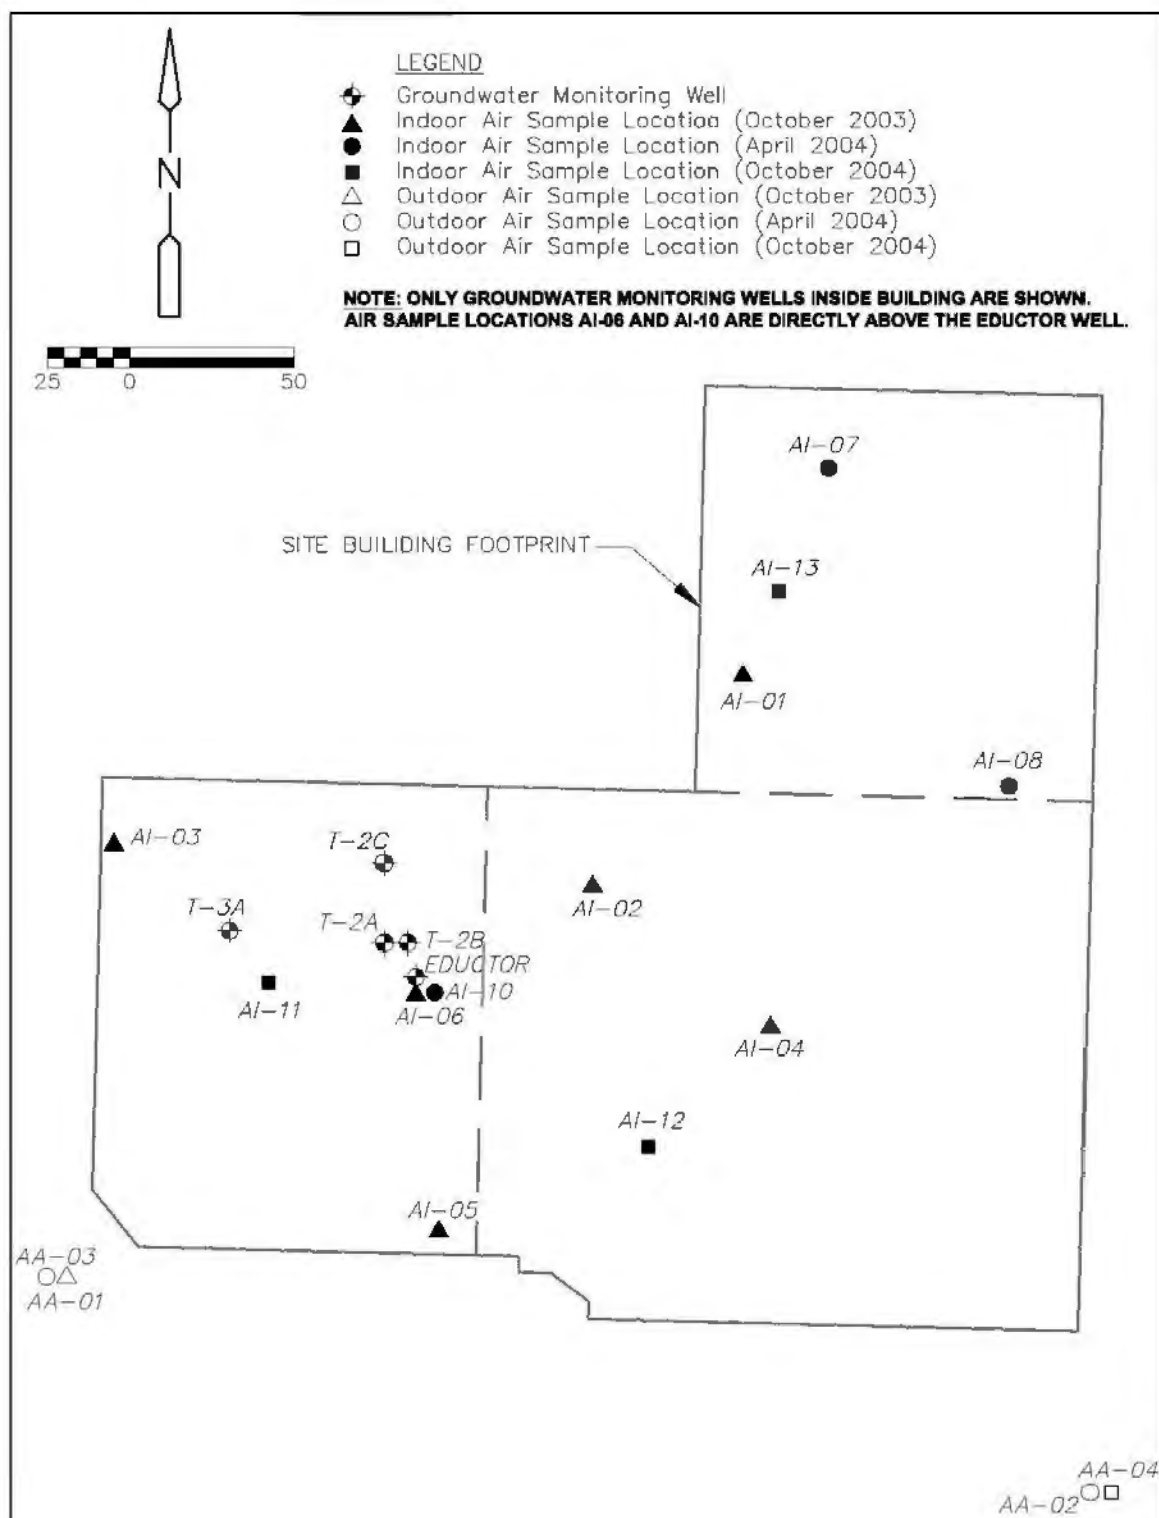 N
LEGEND
Groundwater Monitoring Well
Indoor Air Sample Location (October 2003)
Indoor Air Sample Location (April 2004)
Indoor Air Sample Location (October 2004)
Outdoor Air Sample Location (October 2003)
Outdoor Air Sample Location (April 2004)
Outdoor Air Sample Location (October 2004)
NOTE: ONLY GROUNDWATER MONITORING WELLS INSIDE BUILDING ARE SHOWN.
AIR SAMPLE LOCATIONS AI-06 AND AI-10 ARE DIRECTLY ABOVE THE EDUCTOR WELL.
25 0 50
AI-07
SITE BUILIDING FOOTPRINT
AI-13
AI-01
AI-08
AI-03
T-2C
AI-02
T-3A
T-2A
T-2B
EDUCTOR
AI-10
AI-11
AI-06
AI-04
AI-12
AI-05
AA-03
AA-01
AA-04
AA-02